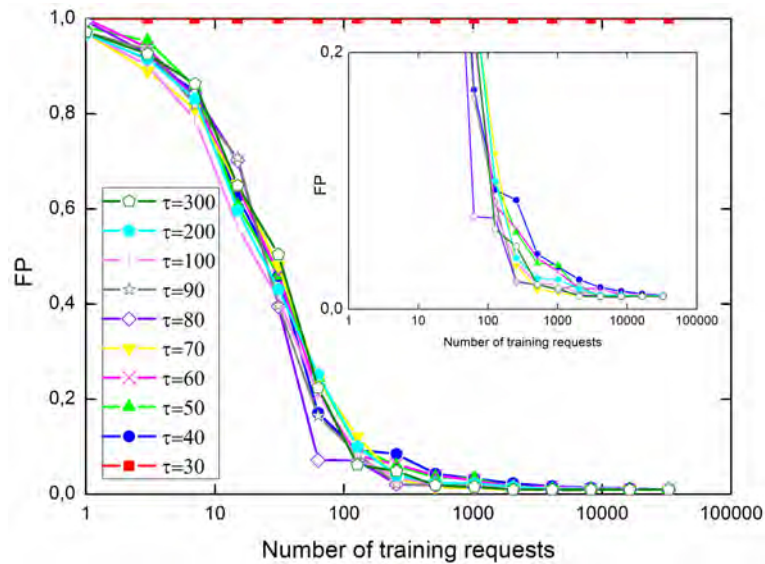 1,0
0,8
0,6
0,4
0,2
0,0
FP
1
10
100
1000
10000
100000
Number of training requests
τ=300
τ=200
τ=100
τ=90
τ=80
τ=70
τ=60
τ=50
τ=40
τ=30
0,2
0,0
FP
1
10
100
1000
10000
100000
Number of training requests